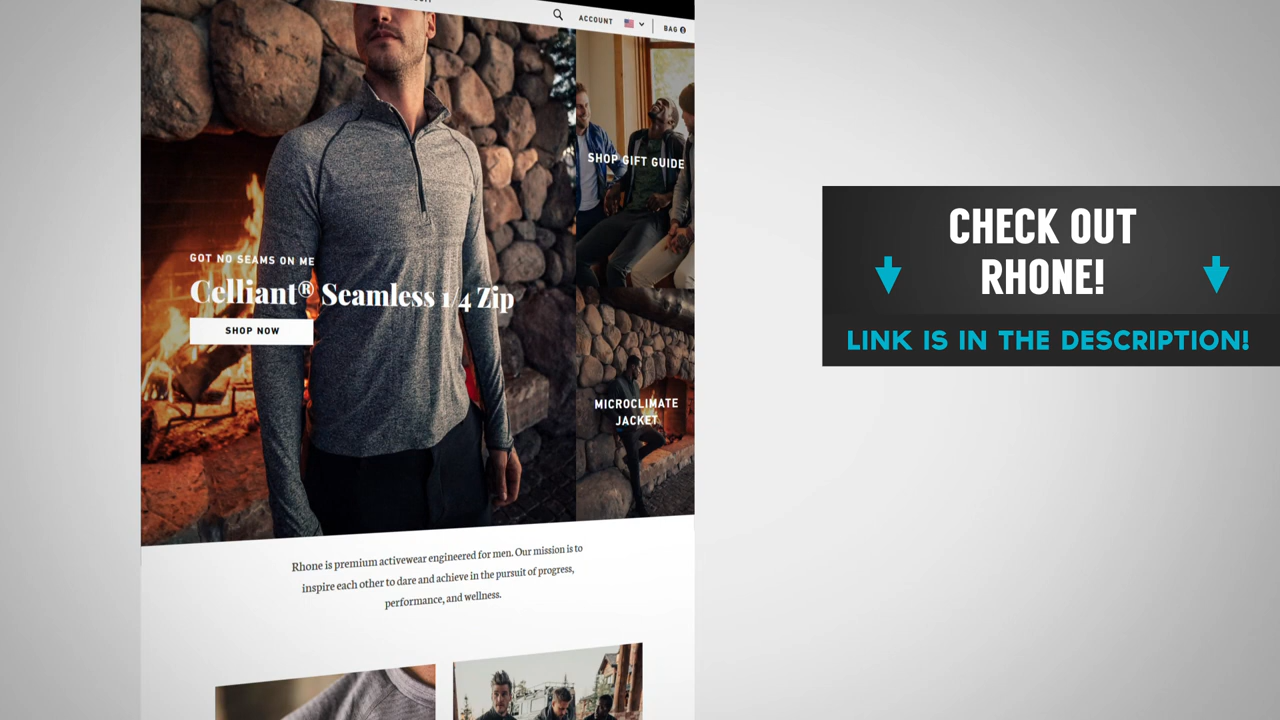 ACCOUNT
BAG
SHOP GIFT GUIDE
GOT NO SEAMS ON ME
Celliant® Seamless 1/4 Zip
SHOP NOW
MICROCLIMATE
JACKET
Rhone is premium activewear engineered for men. Our mission is to
inspire each other to dare and achieve in the pursuit of progress,
performance, and wellness.
CHECK OUT
RHONE!
LINK IS IN THE DESCRIPTION!